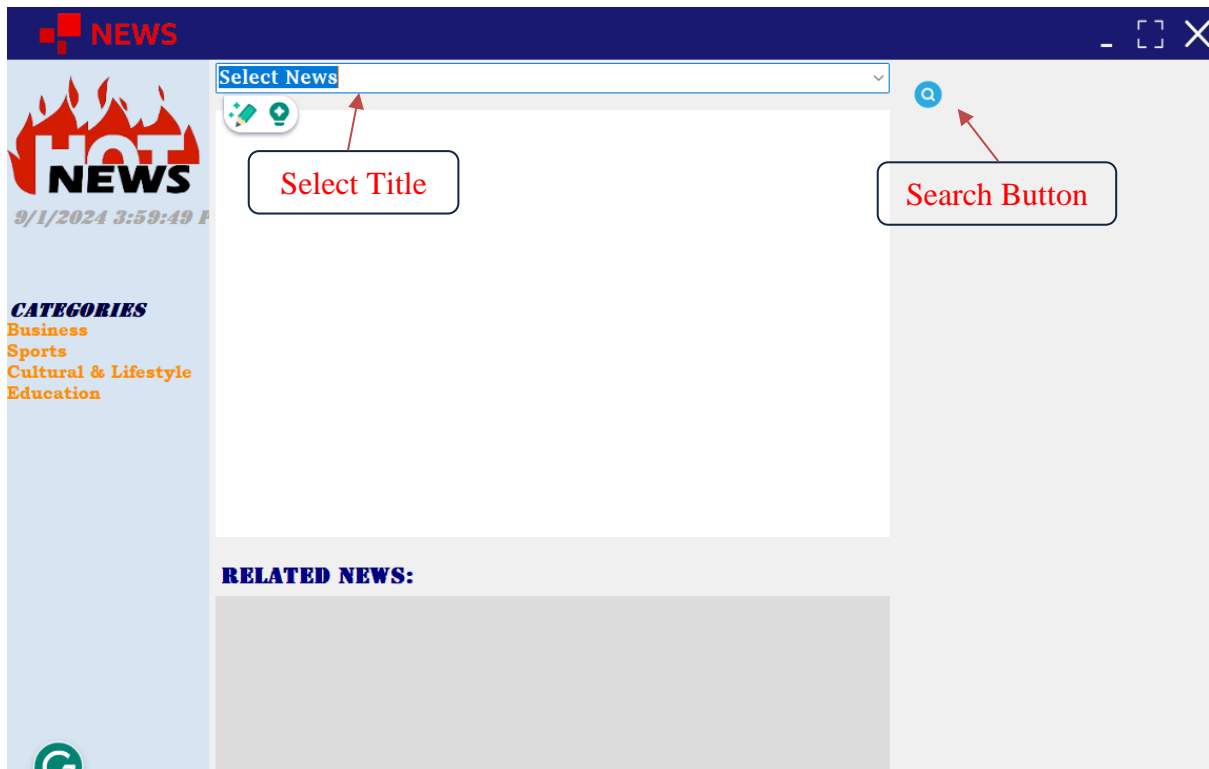 NEWS
Select News
HOT
NEWS
Select Title
Search Button
9/1/2024 3:59:49 P
CATEGORIES
Business
Sports
Cultural & Lifestyle
Education
RELATED NEWS: